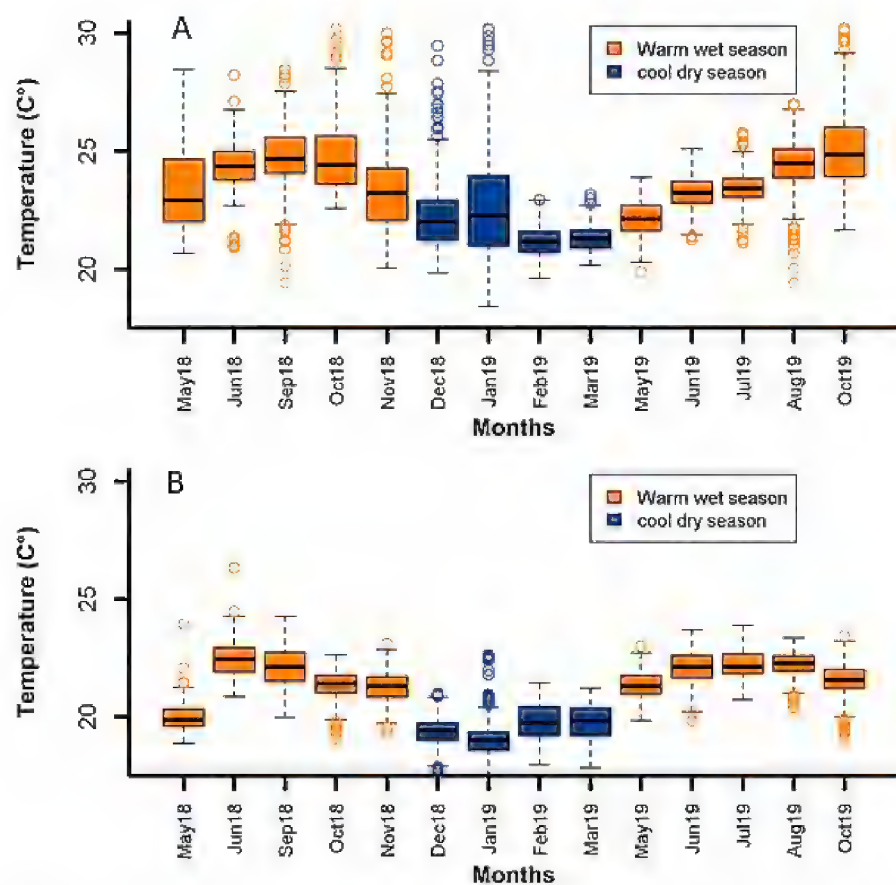 A
Warm wet season
cool dry season
Temperature (C°)
30
25
20
May18
Jun18
Sep18
Oct18
Nov18
Dec18
Jan19
Feb19
Mar19
May19
Jun19
Jul19
Aug19
Oct19
Months
B
Warm wet season
cool dry season
Temperature (C°)
30
25
20
May18
Jun18
Sep18
Oct18
Nov18
Dec18
Jan19
Feb19
Mar19
May19
Jun19
Jul19
Aug19
Oct19
Months